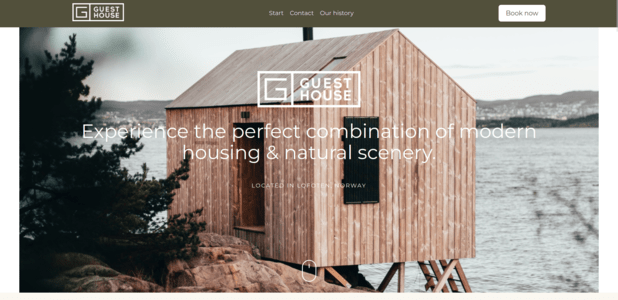 GUEST
HOUSE
Start Contact Our history
Book now
GUEST
HOUSE
Experience the perfect combination of modern
housing & natural scenery.
LOCATED IN LOFOTEN, NORWAY